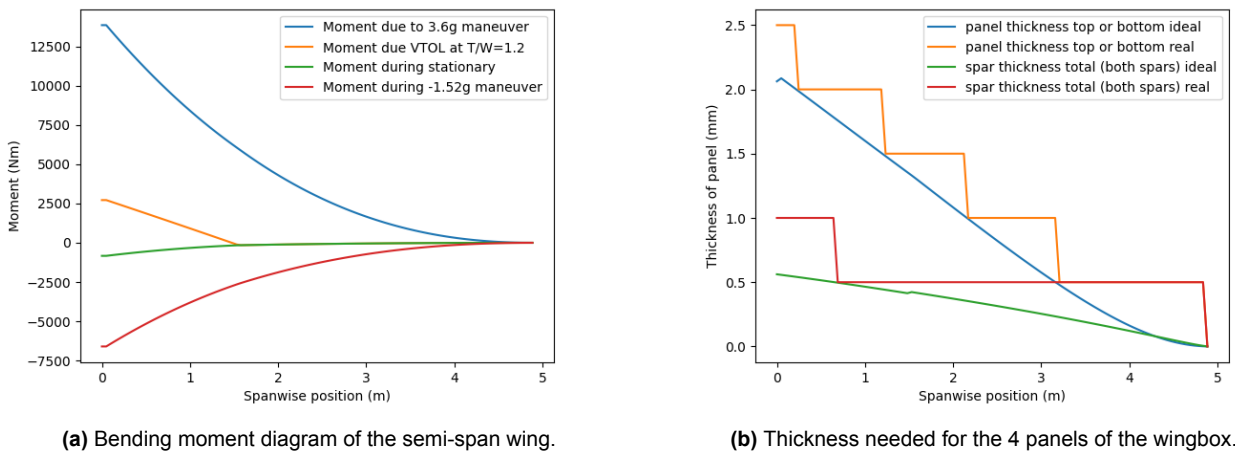 Moment due to 3.6g maneuver
Moment due VTOL at T/W=1.2
Moment during stationary
Moment during -1.52g maneuver
12500
10000
7500
5000
2500
0
−2500
−5000
−7500
Moment (Nm)
0 1 2 3 4 5
Spanwise position (m)
(a) Bending moment diagram of the semi-span wing.
panel thickness top or bottom ideal
panel thickness top or bottom real
spar thickness total (both spars) ideal
spar thickness total (both spars) real
2.5
2.0
1.5
1.0
0.5
0.0
Thickness of panel (mm)
0 1 2 3 4 5
Spanwise position (m)
(b) Thickness needed for the 4 panels of the wingbox.